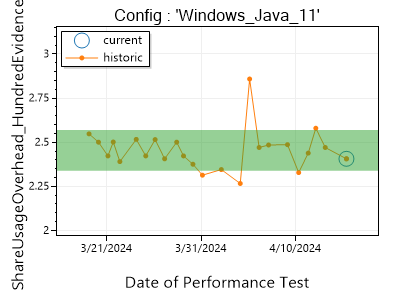 Config : 'Windows_Java_11'
current
historic
ShareUsageOverhead_HundredEvidence
3
2.75
2.5
2.25
2
3/21/2024
3/31/2024
4/10/2024
Date of Performance Test